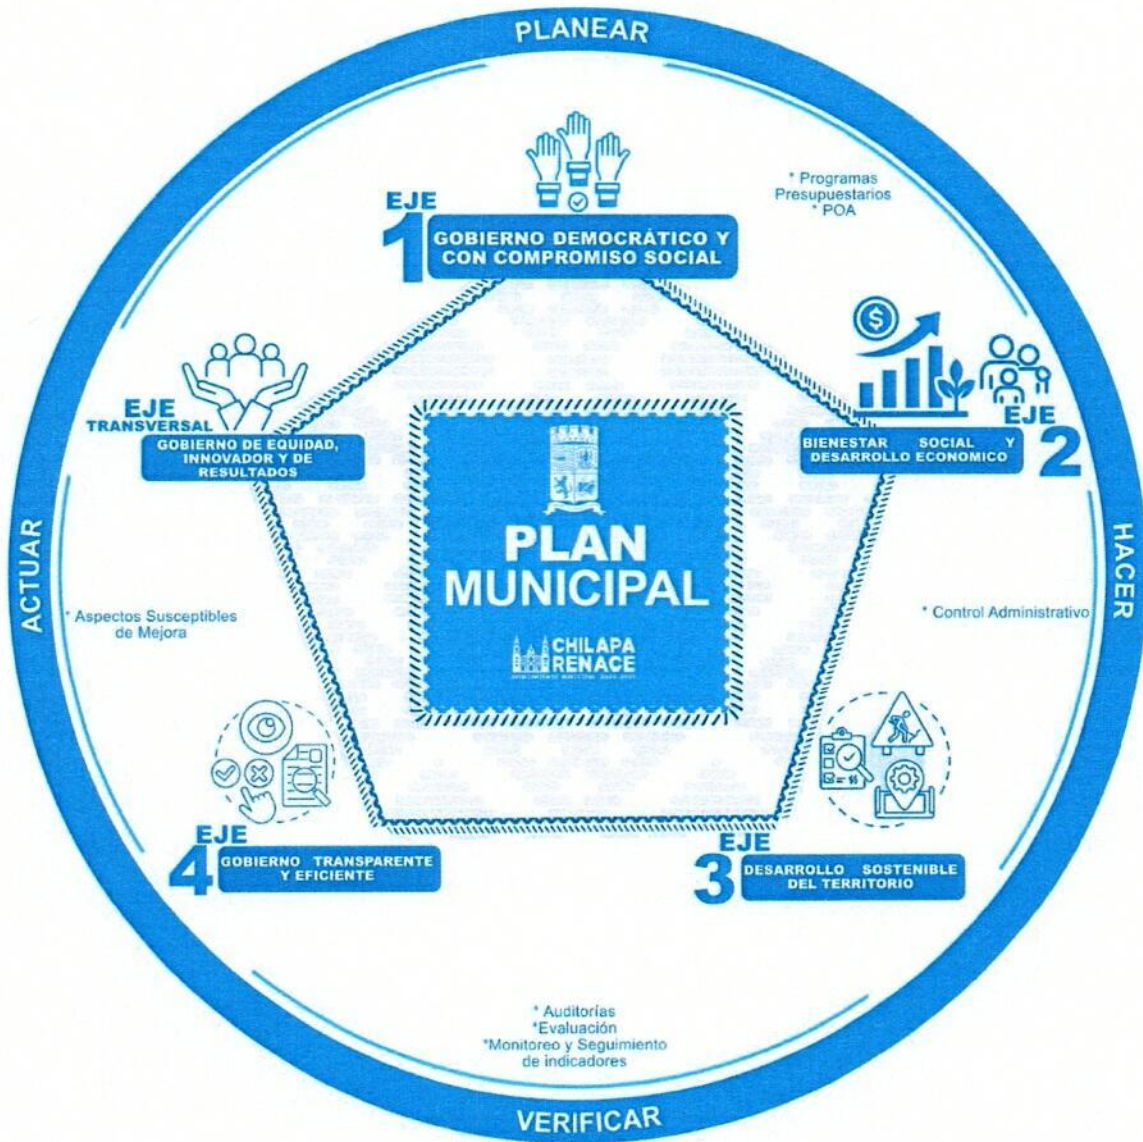 PLANEAR
* Programas
Presupuestarios
* POA
EJE
1
GOBIERNO DEMOCRÁTICO Y
CON COMPROMISO SOCIAL
EJE
TRANSVERSAL
GOBIERNO DE EQUIDAD,
INNOVADOR Y DE
RESULTADOS
EJE
2
BIENESTAR SOCIAL Y
DESARROLLO ECONOMICO
PLAN
MUNICIPAL
CHILAPA
RENACE
ACTUAR
* Aspectos Susceptibles
de Mejora
HACER
* Control Administrativo
EJE
4
GOBIERNO TRANSPARENTE
Y EFICIENTE
EJE
3
DESARROLLO SOSTENIBLE
DEL TERRITORIO
* Auditorías
*Evaluación
*Monitoreo y Seguimiento
de indicadores
VERIFICAR